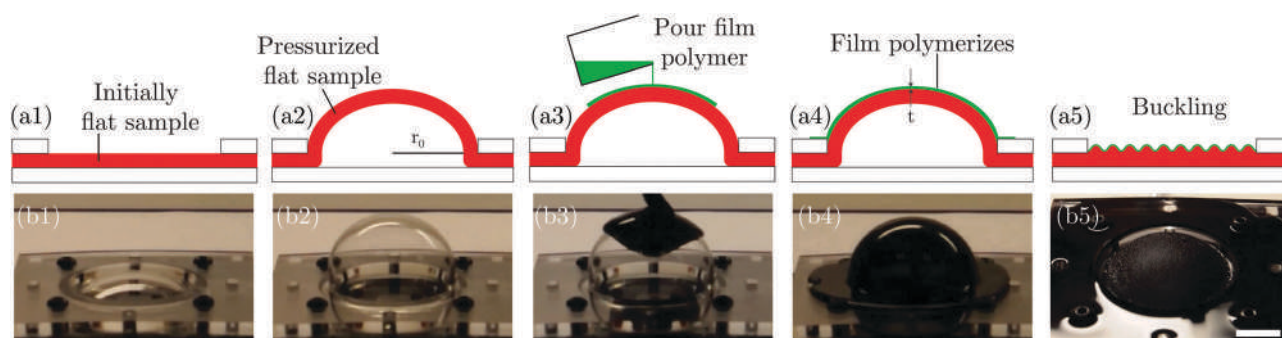 (a1)
Initially
flat sample
(a2)
Pressurized
flat sample
r₀
(a3)
Pour film
polymer
(a4)
Film polymerizes
t
(a5)
Buckling
(b1)
(b2)
(b3)
(b4)
(b5)